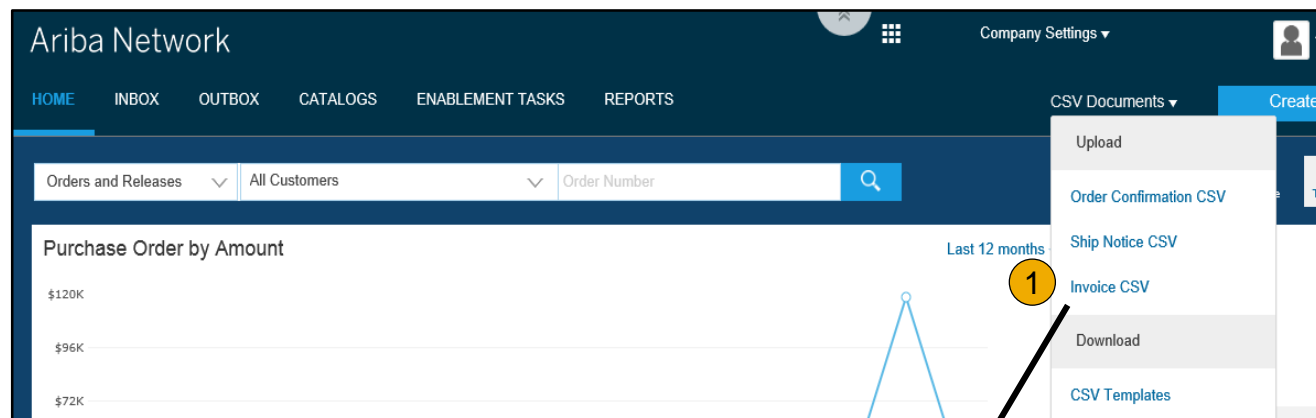 Ariba Network
Company Settings ▾
HOME INBOX OUTBOX CATALOGS ENABLEMENT TASKS REPORTS
CSV Documents ▾
Create
Upload
Orders and Releases All Customers Order Number
Order Confirmation CSV
Purchase Order by Amount
Last 12 months
Ship Notice CSV
1
Invoice CSV
$120K
Download
$96K
CSV Templates
$72K